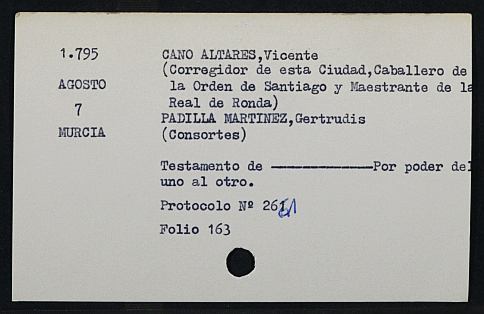 1.795
AGOSTO
7
MURCIA
CANO ALTARES,Vicente
(Corregidor de esta Ciudad,Caballero de
la Orden de Santiago y Maestrante de la
Real de Ronda)
PADILLA MARTINEZ,Gertrudis
(Consortes)
Testamento de ——————Por poder del
uno al otro.
Protocolo Nº 2661
Folio 163